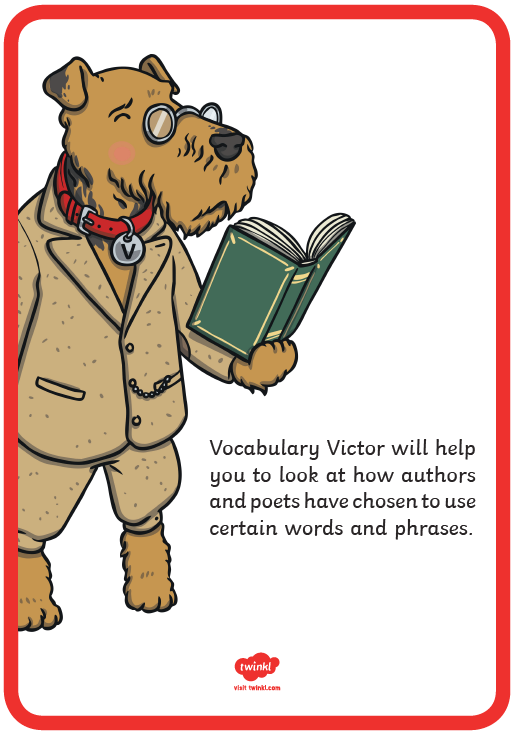 V
Vocabulary Victor will help
you to look at how authors
and poets have chosen to use
certain words and phrases.
twinkl
visit twinkl.com